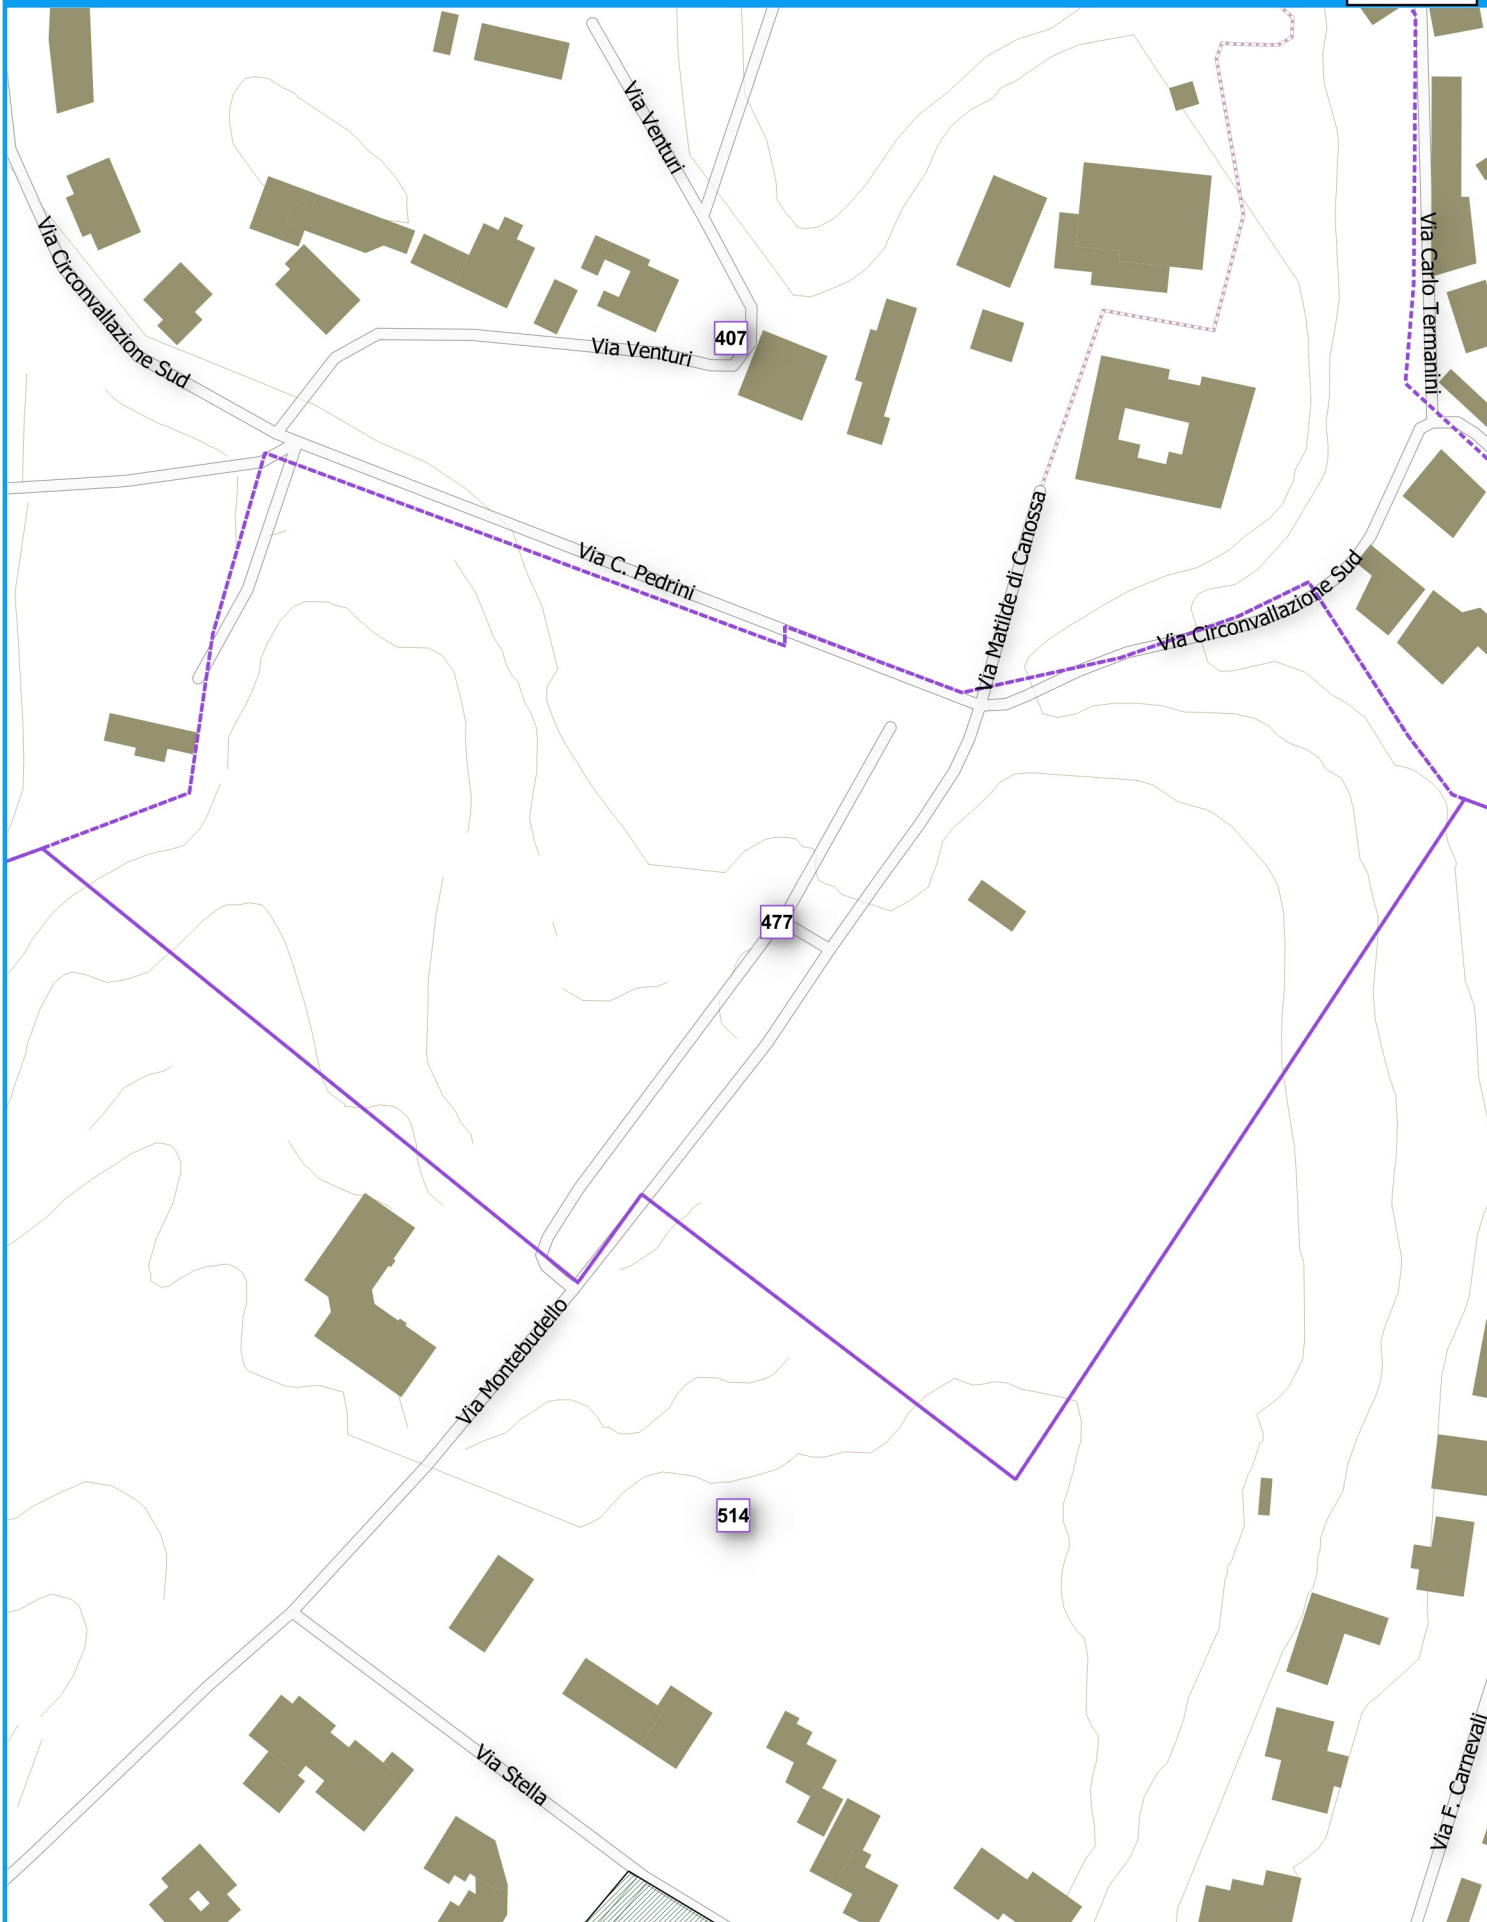 Via Venturi
Via Circonvallazione Sud
Via Carlo Termanini
407
Via Venturi
Via C. Pedrini
Via Matilde di Canossa
Via Circonvallazione Sud
477
Via Montebudello
514
Via Stella
Via F. Carnevali